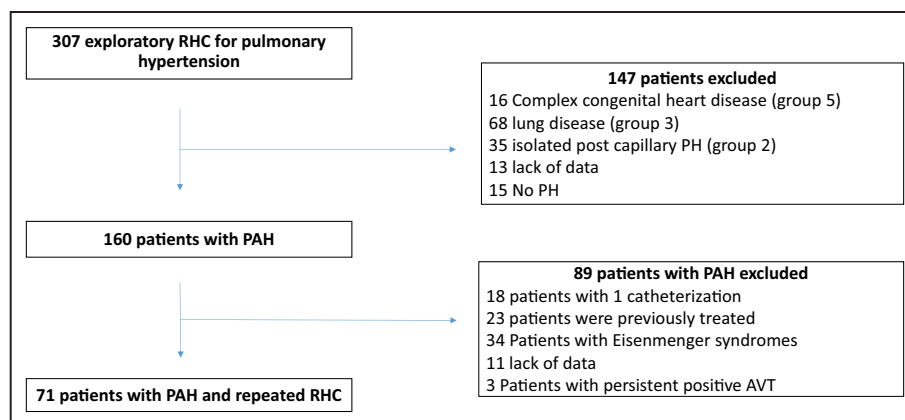 307 exploratory RHC for pulmonary
hypertension
147 patients excluded
16 Complex congenital heart disease (group 5)
68 lung disease (group 3)
35 isolated post capillary PH (group 2)
13 lack of data
15 No PH
160 patients with PAH
89 patients with PAH excluded
18 patients with 1 catheterization
23 patients were previously treated
34 Patients with Eisenmenger syndromes
11 lack of data
3 Patients with persistent positive AVT
71 patients with PAH and repeated RHC